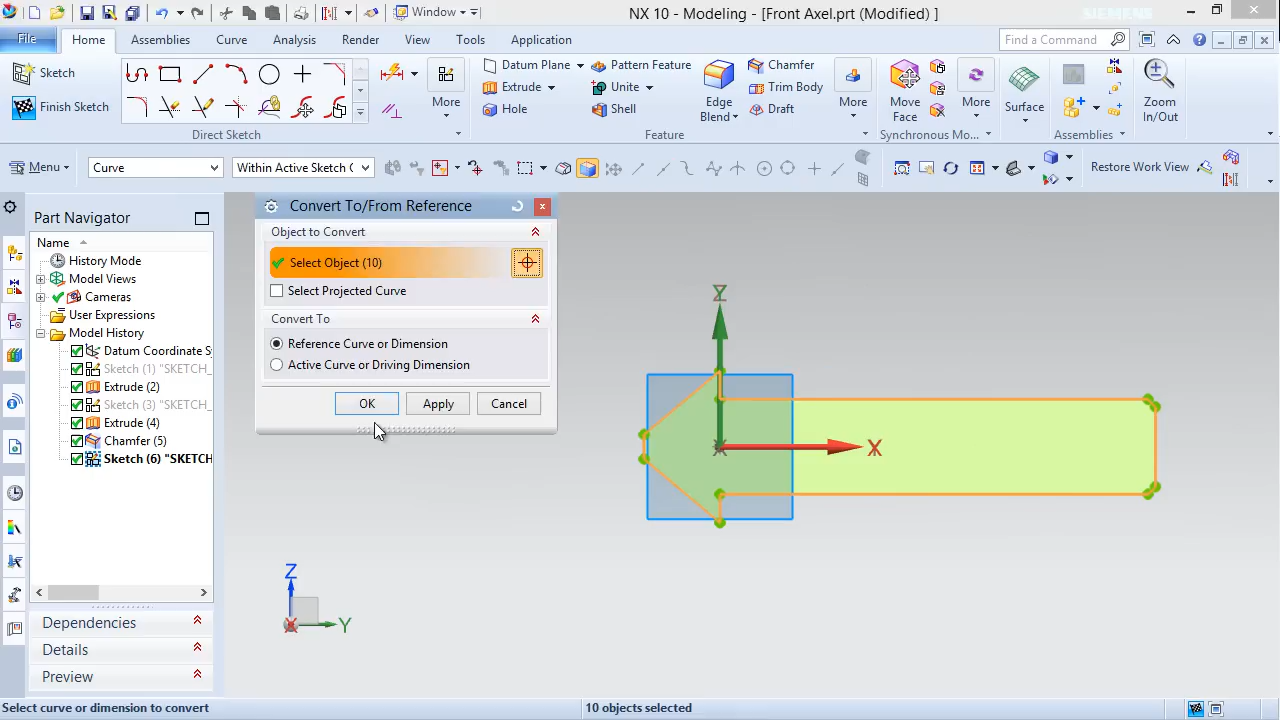 NX 10 - Modeling - [Front Axel.prt (Modified) ]
SIEMENS
Window
File
Home
Assemblies
Curve
Analysis
Render
View
Tools
Application
Find a Command
Sketch
Finish Sketch
More
Direct Sketch
Datum Plane
Extrude
Hole
Pattern Feature
Unite
Shell
Edge
Blend
Chamfer
Trim Body
Draft
More
Feature
Move
Face
More
Synchronous Mo...
Surface
Assemblies
Zoom
In/Out
Menu
Curve
Within Active Sketch (
Restore Work View
Part Navigator
Name
History Mode
Model Views
Cameras
User Expressions
Model History
Datum Coordinate Sy
Sketch (1) "SKETCH_
Extrude (2)
Sketch (3) "SKETCH_
Extrude (4)
Chamfer (5)
Sketch (6) "SKETCH
Dependencies
Details
Preview
Convert To/From Reference
Object to Convert
Select Object (10)
Select Projected Curve
Convert To
Reference Curve or Dimension
Active Curve or Driving Dimension
OK
Apply
Cancel
X
X
Z
Y
X
Select curve or dimension to convert
10 objects selected